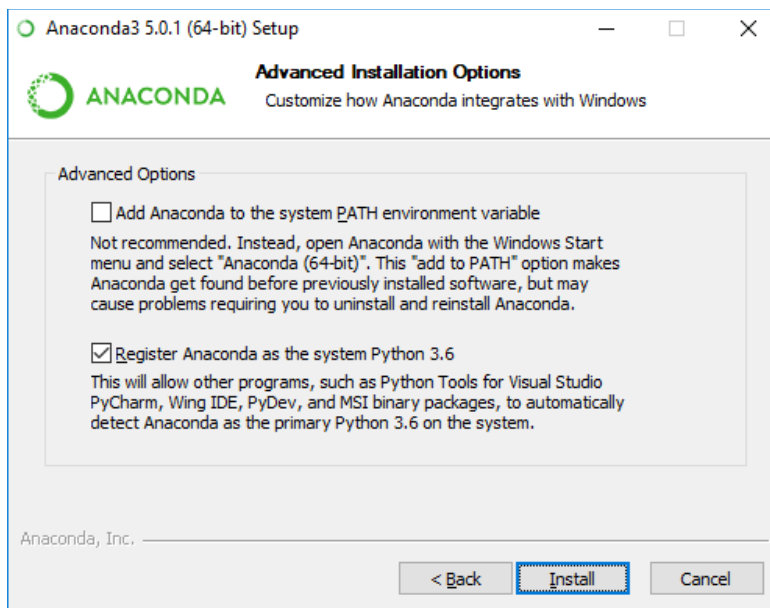 Anaconda3 5.0.1 (64-bit) Setup
ANACONDA
Advanced Installation Options
Customize how Anaconda integrates with Windows
Advanced Options
Add Anaconda to the system PATH environment variable
Not recommended. Instead, open Anaconda with the Windows Start
menu and select "Anaconda (64-bit)". This "add to PATH" option makes
Anaconda get found before previously installed software, but may
cause problems requiring you to uninstall and reinstall Anaconda.
Register Anaconda as the system Python 3.6
This will allow other programs, such as Python Tools for Visual Studio
PyCharm, Wing IDE, PyDev, and MSI binary packages, to automatically
detect Anaconda as the primary Python 3.6 on the system.
Anaconda, Inc.
< Back
Install
Cancel